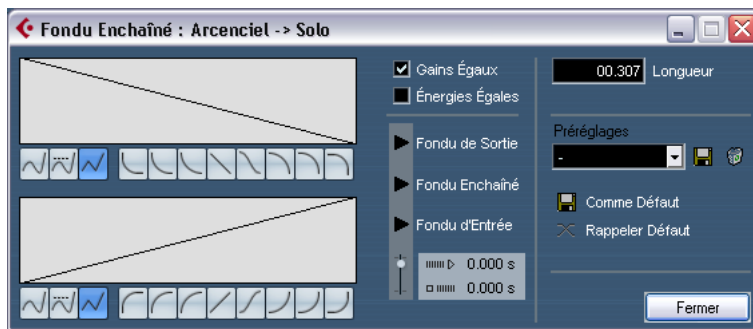 Fondu Enchaîné : Arcenciel -> Solo
Gains Égaux
Énergies Égales
Fondu de Sortie
Fondu Enchaîné
Fondu d'Entrée
0.000 s
0.000 s
00.307 Longueur
Préréglages
-
Comme Défaut
Rappeler Défaut
Fermer